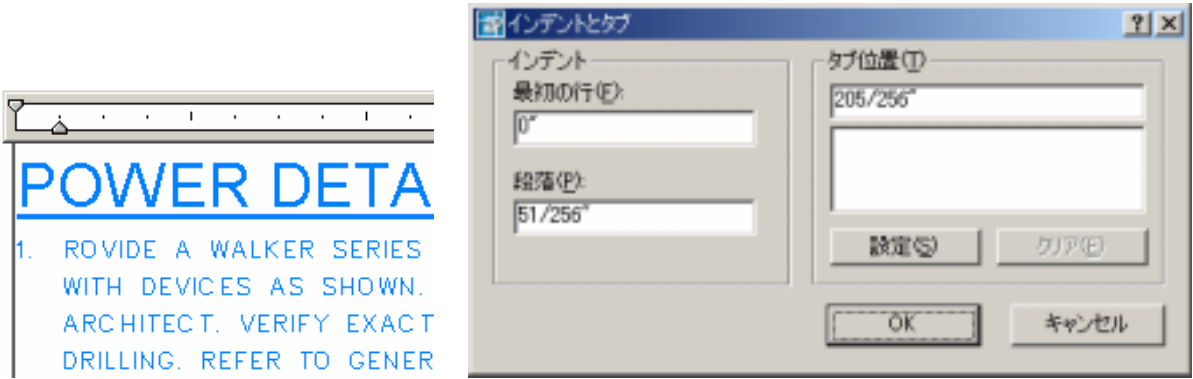 POWER DETA
1. ROVIDE A WALKER SERIES
WITH DEVICES AS SHOWN.
ARCHITECT. VERIFY EXACT
DRILLING. REFER TO GENER
インデントとタブ
インデント
最初の行(F):
0"
段落(P):
51/256"
タブ位置(T)
205/256"
設定(S)
クリア(E)
OK
キャンセル